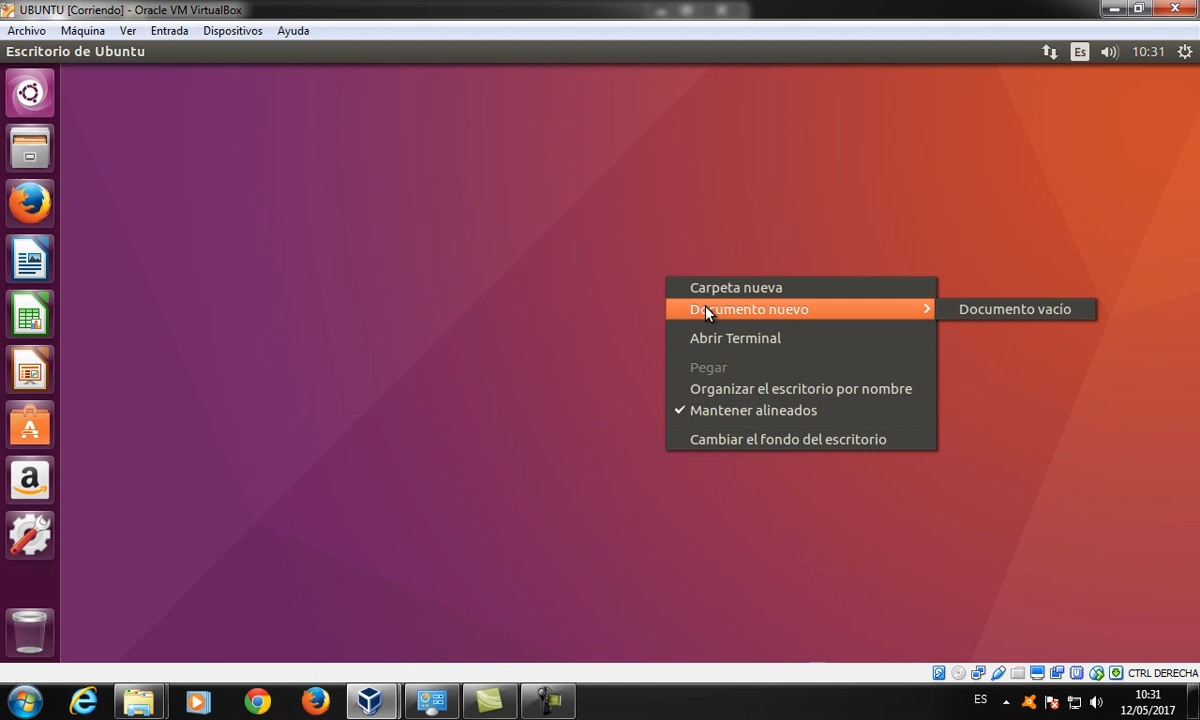 UBUNTU [Corriendo] - Oracle VM VirtualBox
Archivo Máquina Ver Entrada Dispositivos Ayuda
Escritorio de Ubuntu Es 10:31
Carpeta nueva
Documento nuevo Documento vacío
Abrir Terminal
Pegar
Organizar el escritorio por nombre
Mantener alineados
Cambiar el fondo del escritorio
CTRL DERECHA
ES 10:31
12/05/2017